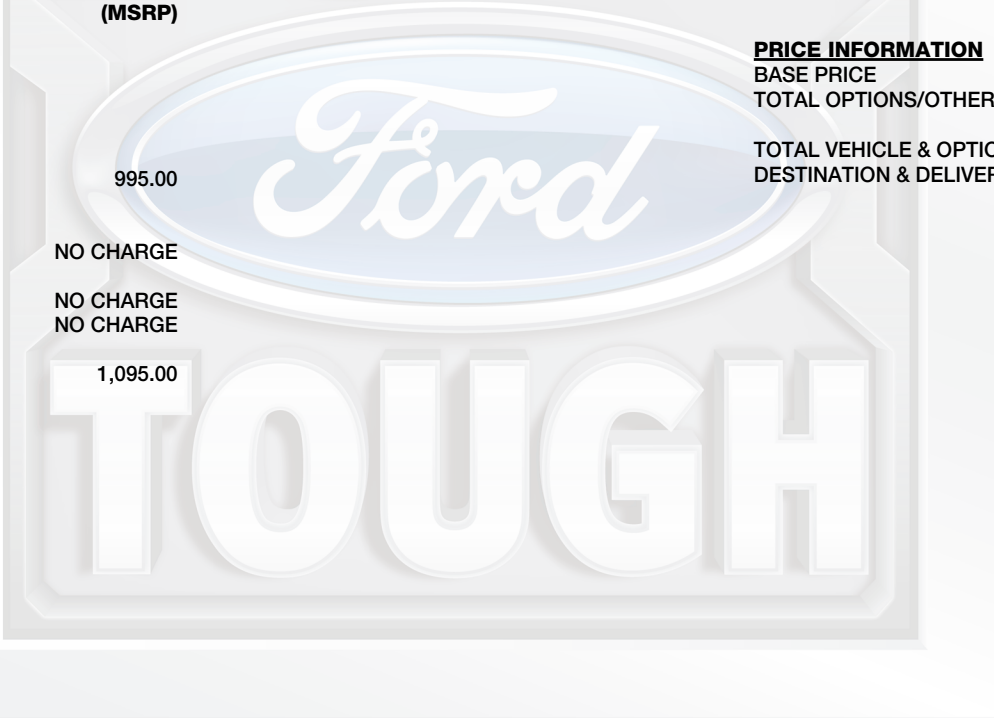 (MSRP)
995.00
NO CHARGE
NO CHARGE
NO CHARGE
1,095.00
PRICE INFORMATION
BASE PRICE
TOTAL OPTIONS/OTHER
TOTAL VEHICLE & OPTIO
DESTINATION & DELIVER
Ford
TOUGH